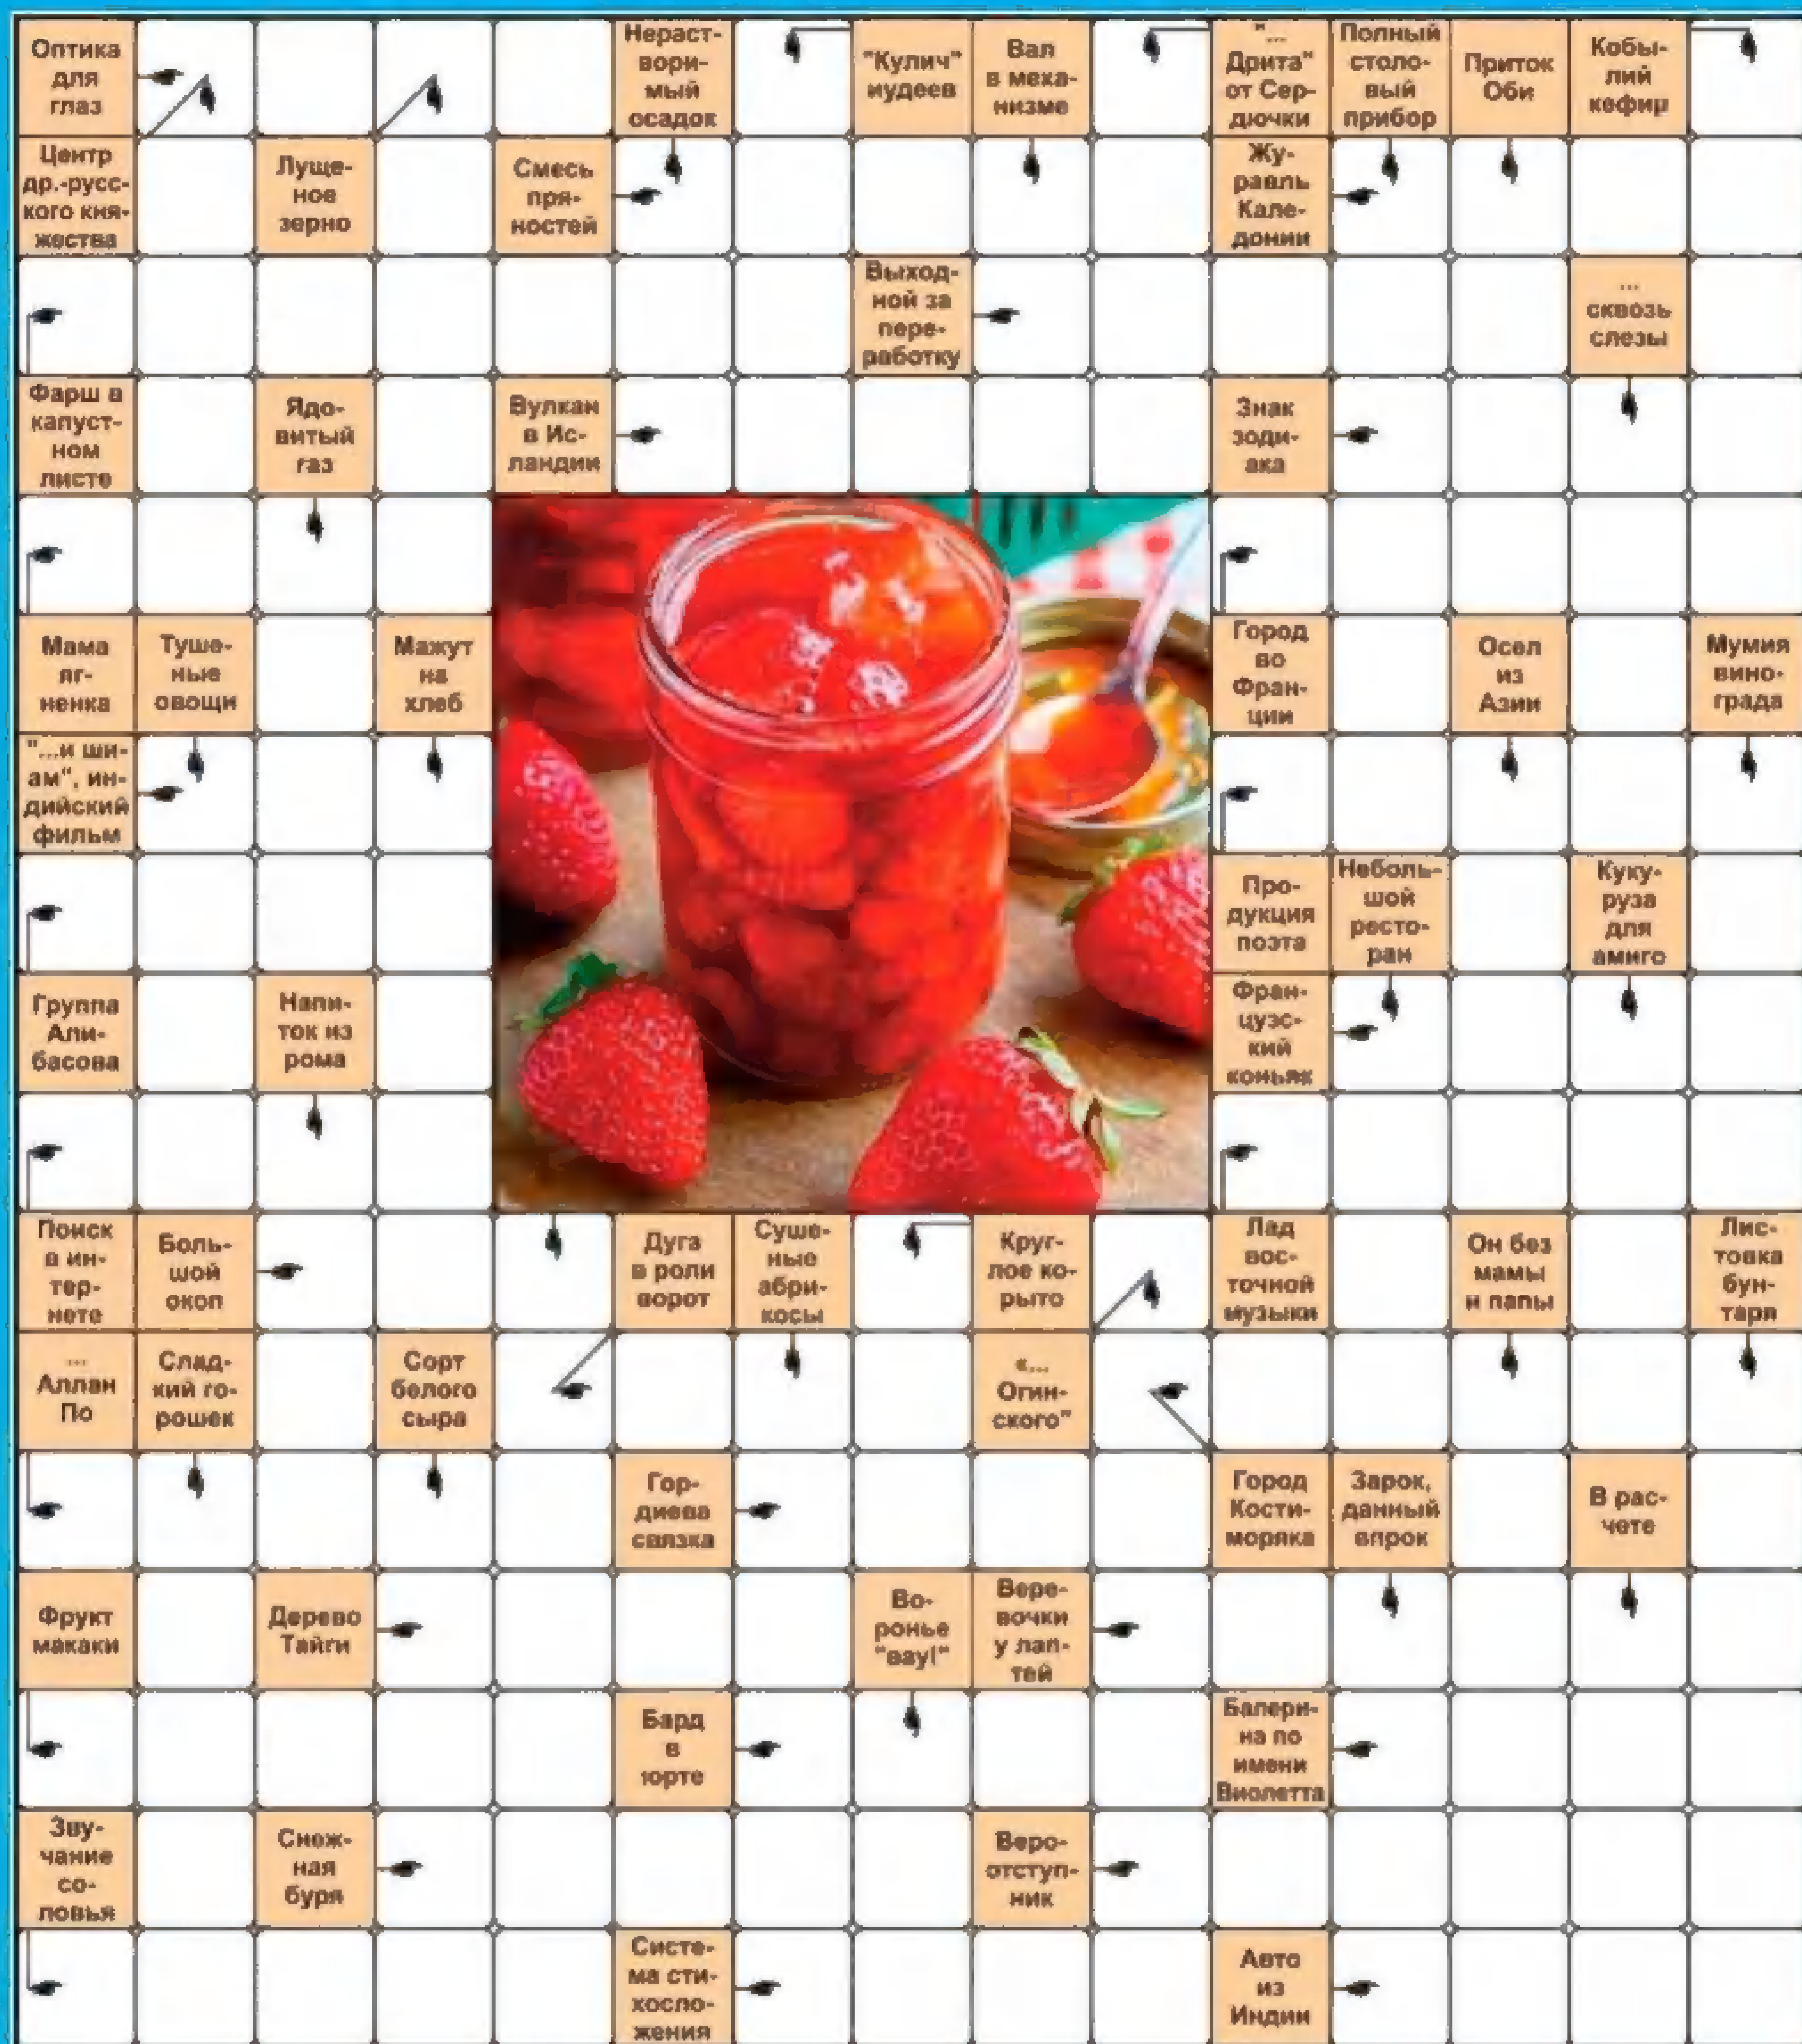 Оптика
для
глаз
Нераст-
вори-
мый
осадок
"Кулич"
иудеев
Вал
в меха-
низме
"...
Дрита"
от Сер-
дючки
Полный
столо-
вый
прибор
Приток
Оби
Кобы-
лий
кефир
Центр
др.-русс-
кого кня-
жества
Луще-
ное
зерно
Смесь
пря-
ностей
Жу-
равль
Кале-
донии
Выход-
ной за
пере-
работку
...
сквозь
слезы
Фарш в
капуст-
ном
листе
Ядо-
витый
газ
Вулкан
в Ис-
ландии
Знак
зоди-
ака
Мама
яг-
ненка
Туше-
ные
овощи
Мажут
на
хлеб
Город
во
Фран-
ции
Осел
из
Азии
Мумия
вино-
града
"...и ши-
ам", ин-
дийский
фильм
Про-
дукция
поэта
Неболь-
шой
ресто-
ран
Куку-
руза
для
амиго
Группа
Али-
басова
Напи-
ток из
рома
Фран-
цузс-
кий
коньяк
Поиск
в ин-
тер-
нете
Боль-
шой
окоп
Дуга
в роли
ворот
Суше-
ные
абри-
косы
Круг-
лое ко-
рыто
Лад
вос-
точной
музыки
Он без
мамы
и папы
Лис-
товка
бун-
таря
...
Аллан
По
Слад-
кий го-
рошек
Сорт
белого
сыра
«...
Огин-
ского"
Гор-
диева
связка
Город
Кости-
моряка
Зарок,
данный
впрок
В рас-
чете
Фрукт
макаки
Дерево
Тайги
Во-
ронье
"вау!"
Вере-
вочки
у лап-
тей
Бард
в
юрте
Балери-
на по
имени
Виолетта
Зву-
чание
со-
ловья
Снеж-
ная
буря
Веро-
отступ-
ник
Систе-
ма сти-
хосло-
жения
Авто
из
Индии